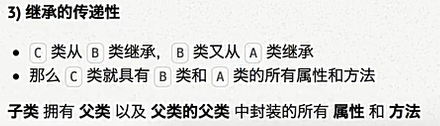 3) 继承的传递性
• C 类从 B 类继承，B 类又从 A 类继承
• 那么 C 类就具有 B 类和 A 类的所有属性和方法
子类 拥有 父类 以及 父类的父类 中封装的所有 属性 和 方法